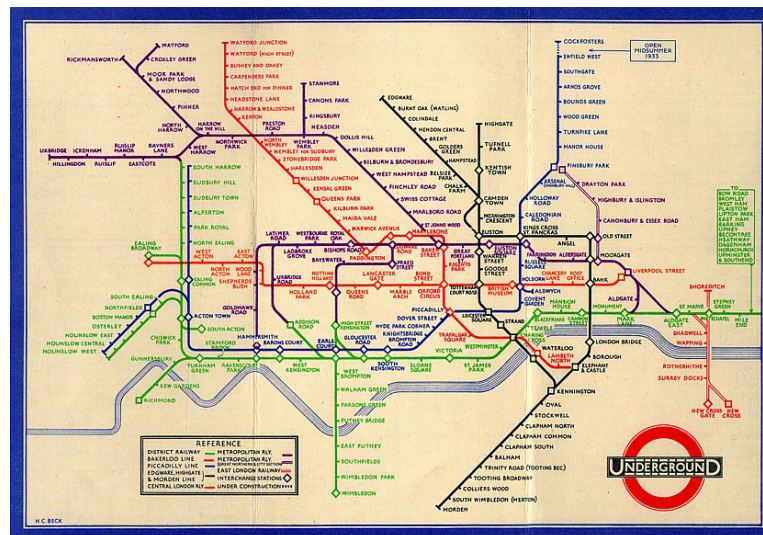 WATFORD
CROXLEY GREEN
RICKMANSWORTH
MOOR PARK
& SANDY LODGE
NORTHWOOD
PINNER
NORTH
HARROW
HARROW
ON THE HILL
NORTHWICK
PARK
PRESTON
ROAD
WEMBLEY
PARK
WEST
HARROW
RAYNERS
LANE
EASTCOTE
RUISLIP
MANOR
RUISLIP
ICKENHAM
HILLINGDON
UXBRIDGE
WATFORD JUNCTION
WATFORD (HIGH STREET)
BUSHEY AND OXHEY
CARPENDERS PARK
HATCH END FOR PINNER
HEADSTONE LANE
HARROW & WEALDSTONE
KENTON
NORTH
WEMBLEY
WEMBLEY FOR SUDBURY
STONEBRIDGE PARK
HARLESDEN
WILLESDEN JUNCTION
KENSAL GREEN
QUEENS PARK
KILBURN PARK
MAIDA VALE
WARWICK AVENUE
PADDINGTON
EDGWARE
ROAD
MARYLEBONE
BAKER
STREET
STANMORE
CANONS PARK
KINGSBURY
NEASDEN
DOLLIS HILL
WILLESDEN GREEN
KILBURN & BRONDESBURY
WEST HAMPSTEAD
FINCHLEY ROAD
SWISS COTTAGE
MARLBORO ROAD
ST JOHNS WOOD
EDGWARE
BURNT OAK (WATLING)
COLINDALE
HENDON CENTRAL
BRENT
GOLDERS
GREEN
HAMPSTEAD
BELSIZE
PARK
CHALK
FARM
HIGHGATE
TUFNELL
PARK
KENTISH
TOWN
CAMDEN
TOWN
MORNINGTON
CRESCENT
EUSTON
COCKFOSTERS
OPEN
MIDSUMMER
1933
ENFIELD WEST
SOUTHGATE
ARNOS GROVE
BOUNDS GREEN
WOOD GREEN
TURNPIKE LANE
MANOR HOUSE
FINSBURY PARK
ARSENAL
(HIGHBURY HILL)
DRAYTON PARK
HOLLOWAY
ROAD
HIGHBURY & ISLINGTON
CALEDONIAN
ROAD
CANONBURY & ESSEX ROAD
KINGS CROSS
ST. PANCRAS
ANGEL
OLD STREET
TO
BOW ROAD
BROMLEY
WEST HAM
PLAISTOW
UPTON PARK
EAST HAM
BARKING
UPNEY
BECONTREE
HEATHWAY
DAGENHAM
HORNCHURCH
UPMINSTER
& SOUTHEND
SOUTH HARROW
SUDBURY HILL
SUDBURY TOWN
ALPERTON
PARK ROYAL
NORTH EALING
EALING
BROADWAY
EALING
COMMON
WEST
ACTON
EAST
ACTON
NORTH
ACTON
WOOD LANE
SHEPHERDS
BUSH
LATIMER
ROAD
WESTBOURNE
PARK
ROYAL
OAK
BISHOPS ROAD
LADBROKE
GROVE
BAYSWATER
PRAED
STREET
UXBRIDGE
ROAD
HOLLAND
PARK
NOTTING
HILL GATE
QUEENS
ROAD
LANCASTER
GATE
MARBLE
ARCH
BOND
STREET
OXFORD
CIRCUS
GREAT
PORTLAND
ST
EUSTON
SQUARE
WARREN
STREET
GOODGE
STREET
TOTTENHAM
COURT ROAD
BRITISH
MUSEUM
RUSSELL
SQUARE
HOLBORN
ALDWYCH
COVENT
GARDEN
CHANCERY
LANE
POST
OFFICE
FARRINGDON
ALDERSGATE
MOORGATE
BANK
LIVERPOOL STREET
ALDGATE
ALDGATE
EAST
ST MARYS
WHITECHAPEL
STEPNEY
GREEN
MILE
END
SHOREDITCH
SHADWELL
WAPPING
ROTHERHITHE
SURREY DOCKS
NEW CROSS
GATE
NEW
CROSS
MANSION
HOUSE
MONUMENT
CANNON
STREET
MARK
LANE
BLACKFRIARS
TEMPLE
CHARING
CROSS
STRAND
LEICESTER
SQUARE
PICCADILLY
DOVER STREET
HYDE PARK CORNER
KNIGHTSBRIDGE
BROMPTON
ROAD
TRAFALGAR
SQUARE
WESTMINSTER
ST JAMES
PARK
VICTORIA
SLOANE
SQUARE
SOUTH
KENSINGTON
GLOUCESTER
ROAD
HIGH STREET
KENSINGTON
ADDISON
ROAD
EARLS
COURT
WEST
KENSINGTON
BARONS COURT
HAMMERSMITH
GOLDHAWK
ROAD
RAVENSCOURT
PARK
STAMFORD
BROOK
TURNHAM
GREEN
CHISWICK
PARK
ACTON TOWN
SOUTH ACTON
SOUTH EALING
NORTHFIELDS
BOSTON MANOR
OSTERLEY
HOUNSLOW EAST
HOUNSLOW CENTRAL
HOUNSLOW WEST
GUNNERSBURY
KEW GARDENS
RICHMOND
WEST
BROMPTON
WALHAM GREEN
PARSONS GREEN
PUTNEY BRIDGE
EAST PUTNEY
SOUTHFIELDS
WIMBLEDON PARK
WIMBLEDON
WATERLOO
LAMBETH
NORTH
LONDON BRIDGE
BOROUGH
ELEPHANT
& CASTLE
KENNINGTON
OVAL
STOCKWELL
CLAPHAM NORTH
CLAPHAM COMMON
CLAPHAM SOUTH
BALHAM
TRINITY ROAD (TOOTING BEC)
TOOTING BROADWAY
COLLIERS WOOD
SOUTH WIMBLEDON (MERTON)
MORDEN
REFERENCE
DISTRICT RAILWAY
BAKERLOO LINE
PICCADILLY LINE
EDGWARE, HIGHGATE
& MORDEN LINE
CENTRAL LONDON RLY.
METROPOLITAN RLY.
METROPOLITAN RLY.
(GREAT NORTHERN & CITY SECTION)
EAST LONDON RAILWAY
INTERCHANGE STATIONS
UNDER CONSTRUCTION
UNDERGROUND
H.C. BECK